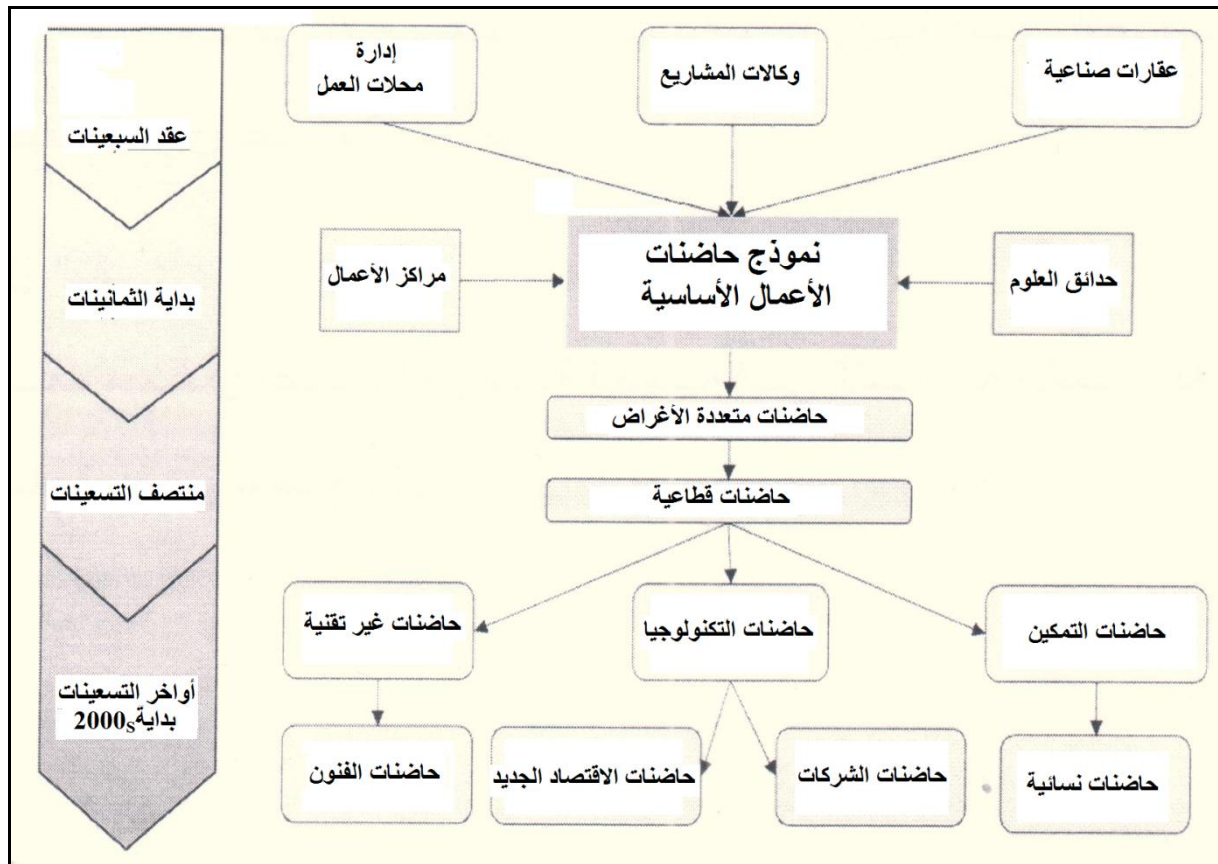 عقارات صناعية
وكالات المشاريع
إدارة
محلات العمل
عقد السبعينات
نموذج حاضنات
الأعمال الأساسية
حدائق العلوم
مراكز الأعمال
بداية الثمانينات
حاضنات متعددة الأغراض
حاضنات قطاعية
منتصف التسعينات
حاضنات التمكين
حاضنات التكنولوجيا
حاضنات غير تقنية
أواخر التسعينات
بداية2000s
حاضنات نسائية
حاضنات الشركات
حاضنات الاقتصاد الجديد
حاضنات الفنون